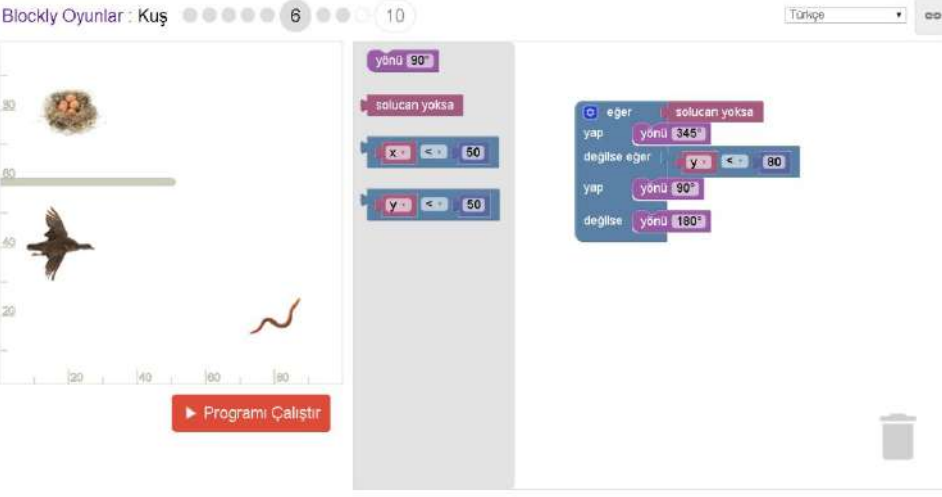 Blockly Oyunlar : Kuş 6 10 Türkçe
80
60
40
20
20 40 60 80
Programı Çalıştır
yönü 90°
solucan yoksa
x < 50
y < 50
eğer solucan yoksa
yap yönü 345°
değilse eğer y < 80
yap yönü 90°
değilse yönü 180°